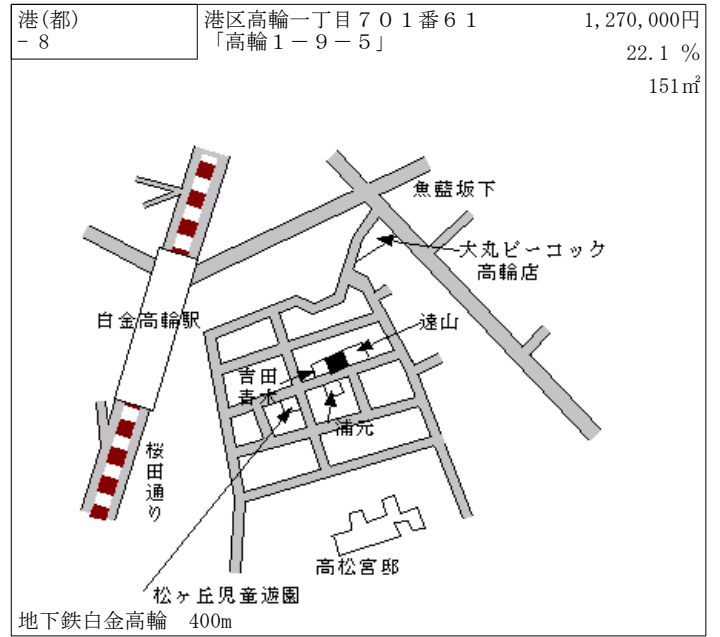 港(都)
－８
港区高輪一丁目７０１番６１
「高輪１－９－５」
1,270,000円
22.1 %
151㎡
魚藍坂下
大丸ピーコック
高輪店
白金高輪駅
遠山
吉田
青木
浦元
桜田通り
高松宮邸
松ヶ丘児童遊園
地下鉄白金高輪　400m